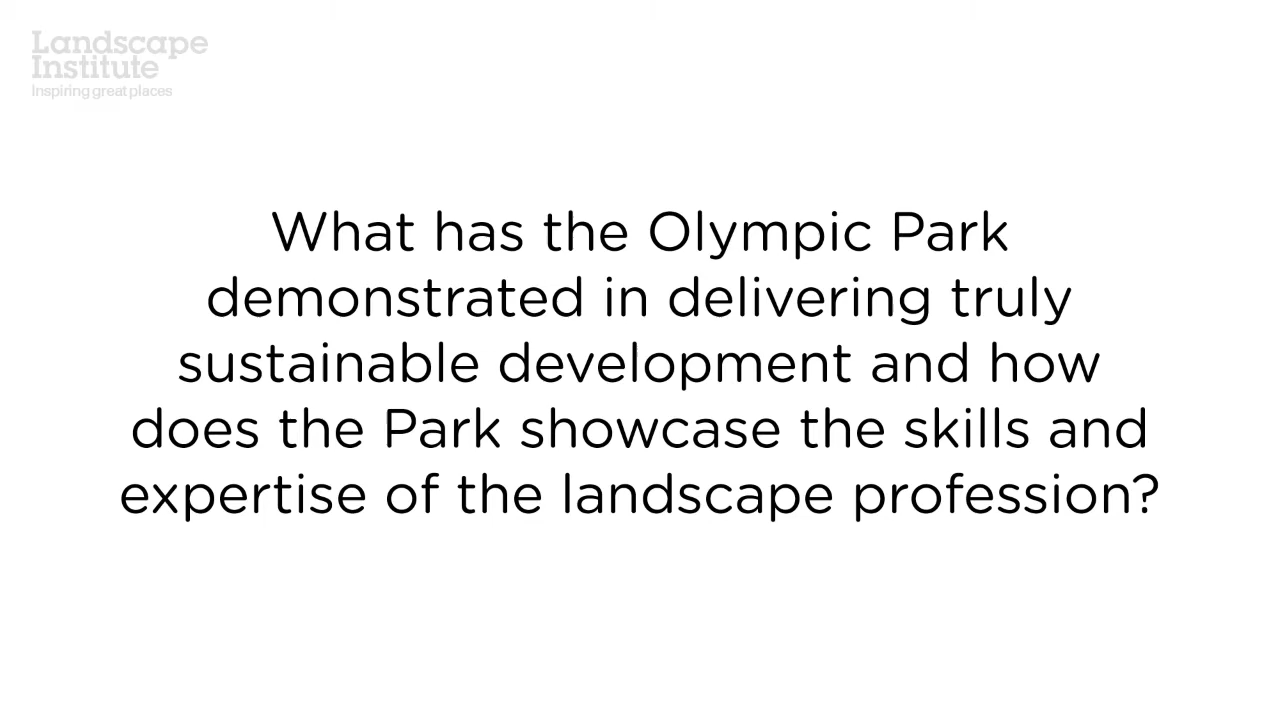 Landscape
Institute
Inspiring great places
What has the Olympic Park
demonstrated in delivering truly
sustainable development and how
does the Park showcase the skills and
expertise of the landscape profession?